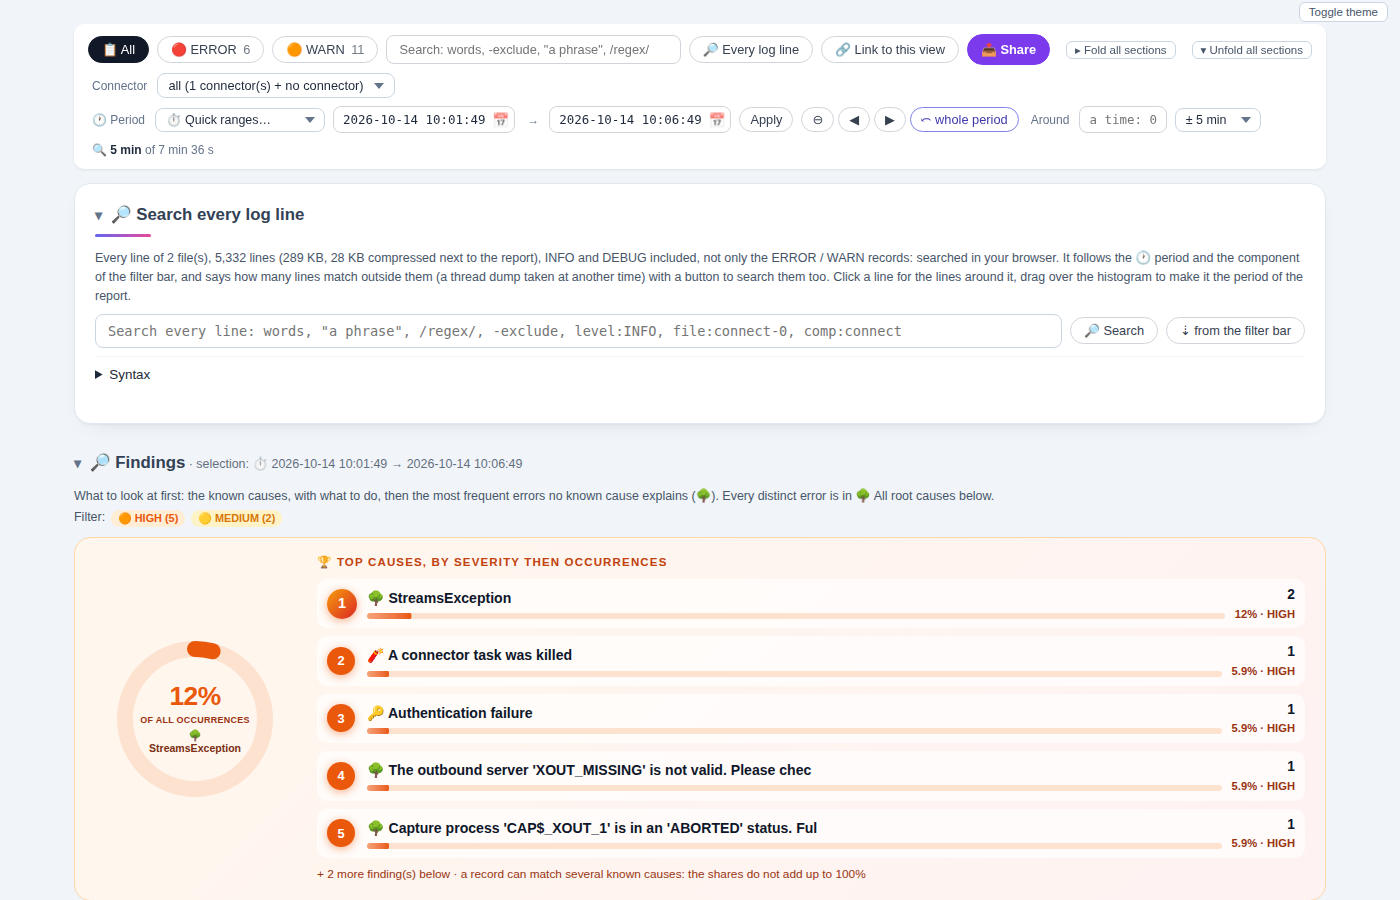 Toggle theme
📋 All 🔴 ERROR 6 🟠 WARN 11 Search: words, -exclude, "a phrase", /regex/ 🔎 Every log line 🔗 Link to this view 📥 Share ▸ Fold all sections ▾ Unfold all sections
Connector all (1 connector(s) + no connector)
🕐 Period ⏱️ Quick ranges… 2026-10-14 10:01:49 → 2026-10-14 10:06:49 Apply ⊖ ◀ ▶ ⤺ whole period Around a time: 0 ± 5 min
🔍 5 min of 7 min 36 s
▾ 🔎 Search every log line
Every line of 2 file(s), 5,332 lines (289 KB, 28 KB compressed next to the report), INFO and DEBUG included, not only the ERROR / WARN records: searched in your browser. It follows the 🕐 period and the component
of the filter bar, and says how many lines match outside them (a thread dump taken at another time) with a button to search them too. Click a line for the lines around it, drag over the histogram to make it the period of the
report.
Search every line: words, "a phrase", /regex/, -exclude, level:INFO, file:connect-0, comp:connect 🔎 Search ⇣ from the filter bar
▶ Syntax
▾ 🔎 Findings · selection: ⏱️ 2026-10-14 10:01:49 → 2026-10-14 10:06:49
What to look at first: the known causes, with what to do, then the most frequent errors no known cause explains (🌳). Every distinct error is in 🌳 All root causes below.
Filter: 🟠 HIGH (5) 🟡 MEDIUM (2)
🏆 TOP CAUSES, BY SEVERITY THEN OCCURRENCES
12%
OF ALL OCCURRENCES
🌳
StreamsException
1 🌳 StreamsException 2
12% · HIGH
2 🧨 A connector task was killed 1
5.9% · HIGH
3 🔑 Authentication failure 1
5.9% · HIGH
4 🌳 The outbound server 'XOUT_MISSING' is not valid. Please chec 1
5.9% · HIGH
5 🌳 Capture process 'CAP$_XOUT_1' is in an 'ABORTED' status. Ful 1
5.9% · HIGH
+ 2 more finding(s) below · a record can match several known causes: the shares do not add up to 100%